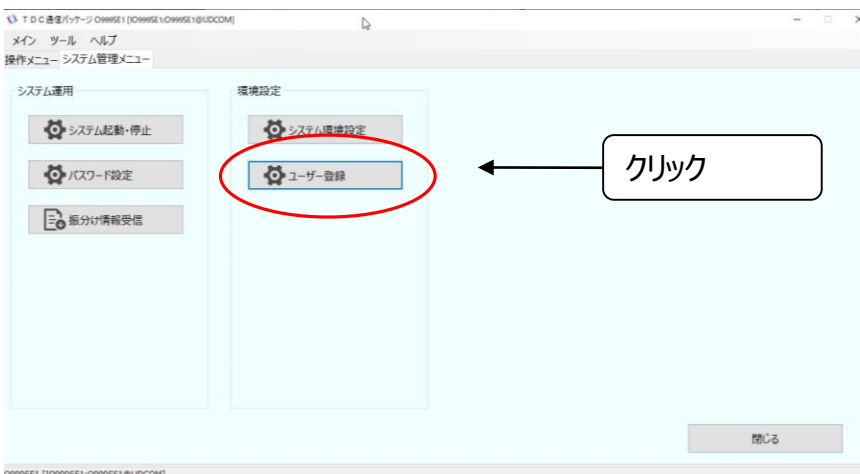 TDC通信パッケージ O999SE1 [IO999SE1:O999SE1@UDCOM]
メイン ツール ヘルプ
操作メニュー システム管理メニュー
システム運用
環境設定
システム起動・停止
システム環境設定
クリック
パスワード設定
ユーザー登録
振分け情報受信
閉じる
O999SE1 [IO999SE1:O999SE1@UDCOM]